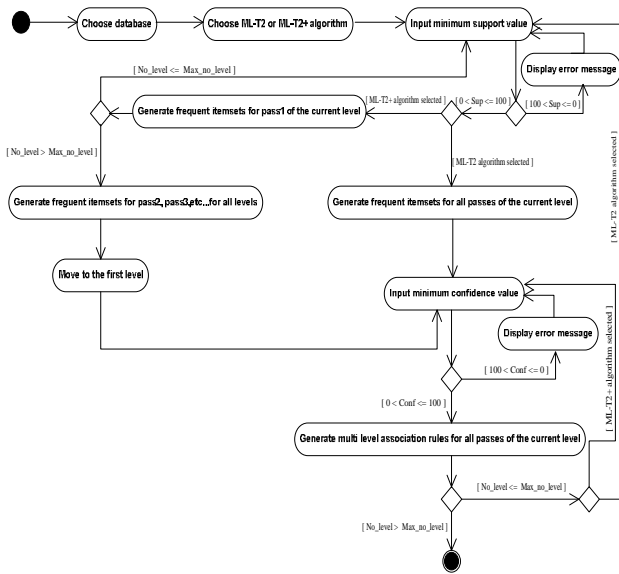 Choose database
Choose ML-T2 or ML-T2+ algorithm
Input minimum support value
Display error message
[ No_level <= Max_no_level ]
[ML-T2+ algorithm selected]
[ 0 < Sup <= 100 ]
[ 100 < Sup <= 0 ]
Generate frequent itemsets for pass1 of the current level
[ No_level > Max_no_level ]
[ ML-T2 algorithm selected]
[ ML-T2 algorithm selected ]
Generate freguent itemsets for pass2, pass3,etc...for all levels
Generate frequent itemsets for all passes of the current level
Move to the first level
Input minimum confidence value
Display error message
[ ML-T2+ algorithm selected ]
[ 100 < Conf <= 0 ]
[ 0 < Conf <= 100 ]
Generate multi level association rules for all passes of the current level
[ No_level <= Max_no_level ]
[ No_level > Max_no_level ]